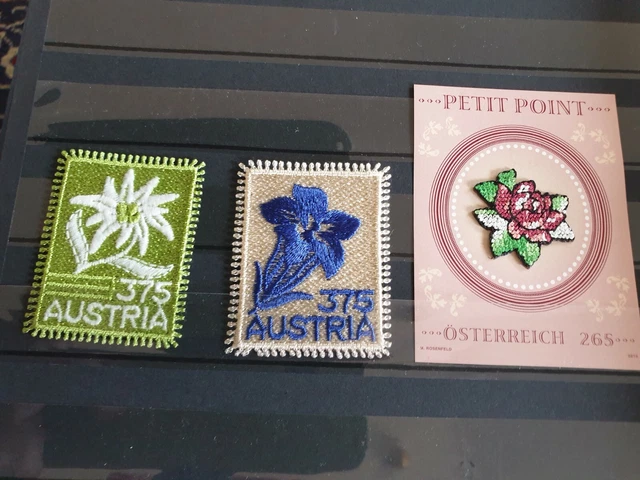 375
AUSTRIA
375
AUSTRIA
PETIT POINT
ÖSTERREICH 265